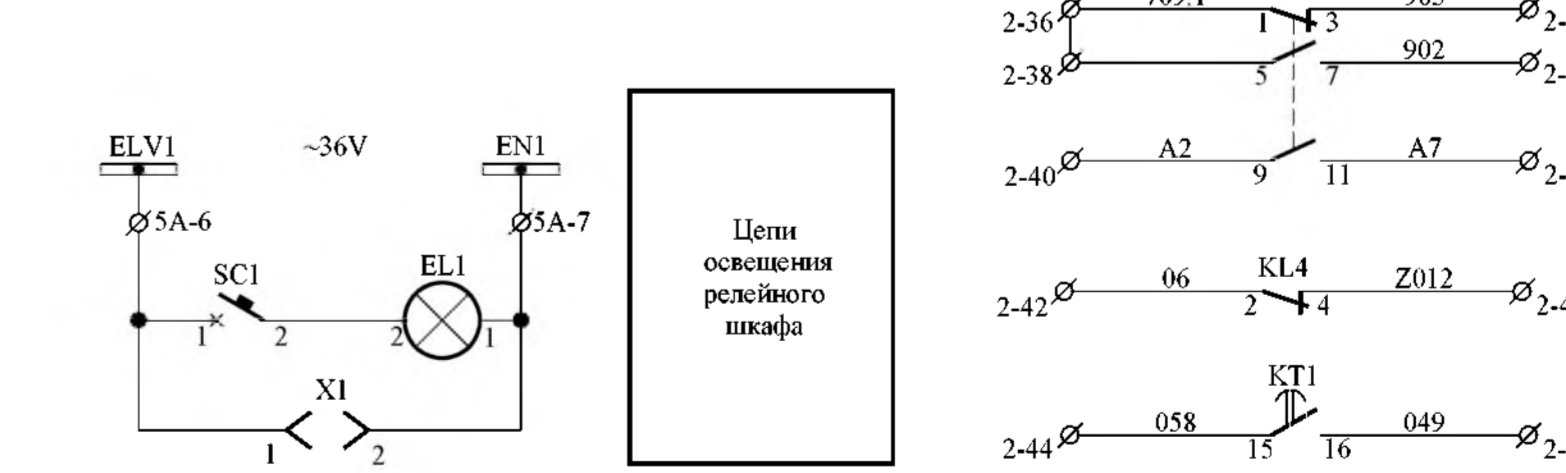 ELV1 ~36V EN1
5A-6 5A-7
SC1 EL1
1 2 2 1
X1
1 2
Цепи
освещения
релейного
шкафа
2-36 1 3
2-38 5 7 902
2-40 A2 9 11 A7
KL4
2-42 06 2 4 Z012
KT1
2-44 058 15 16 049